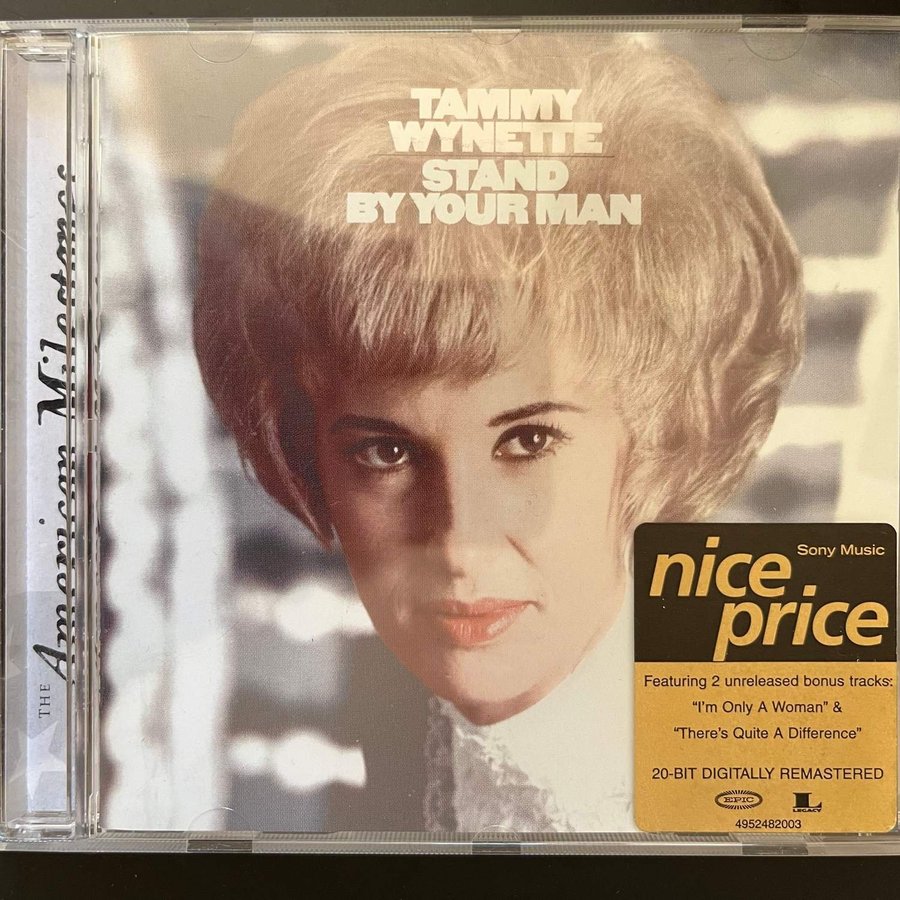 TAMMY
WYNETTE
STAND
BY YOUR MAN
THE American Milestones
nice
Sony Music
price
Featuring 2 unreleased bonus tracks:
“I'm Only A Woman” &
“There's Quite A Difference”
20-BIT DIGITALLY REMASTERED
EPIC
L
LEGACY
4952482003